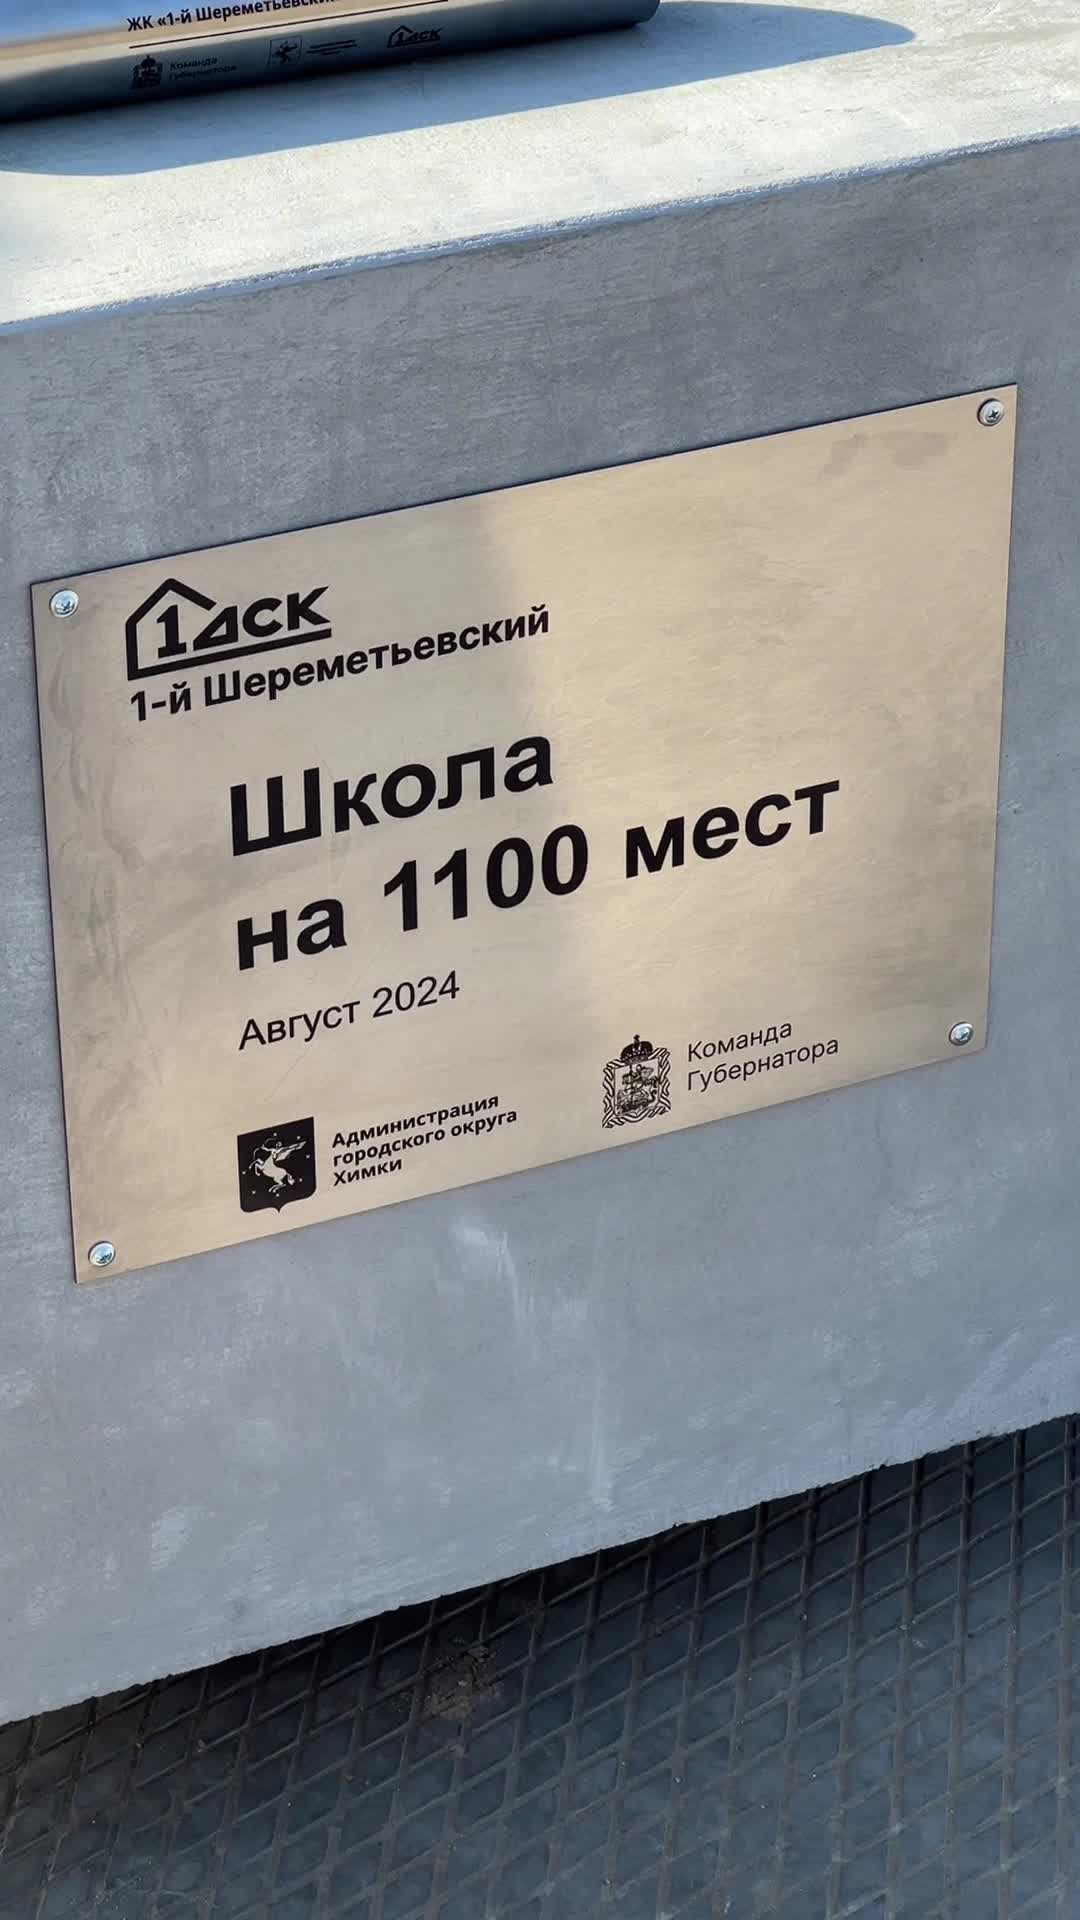 ЖК «1-й Шереметьевский
Команда
Губернатора
1ДСК
1ДСК
1-й Шереметьевский
Школа
на 1100 мест
Август 2024
Администрация
городского округа
Химки
Команда
Губернатора